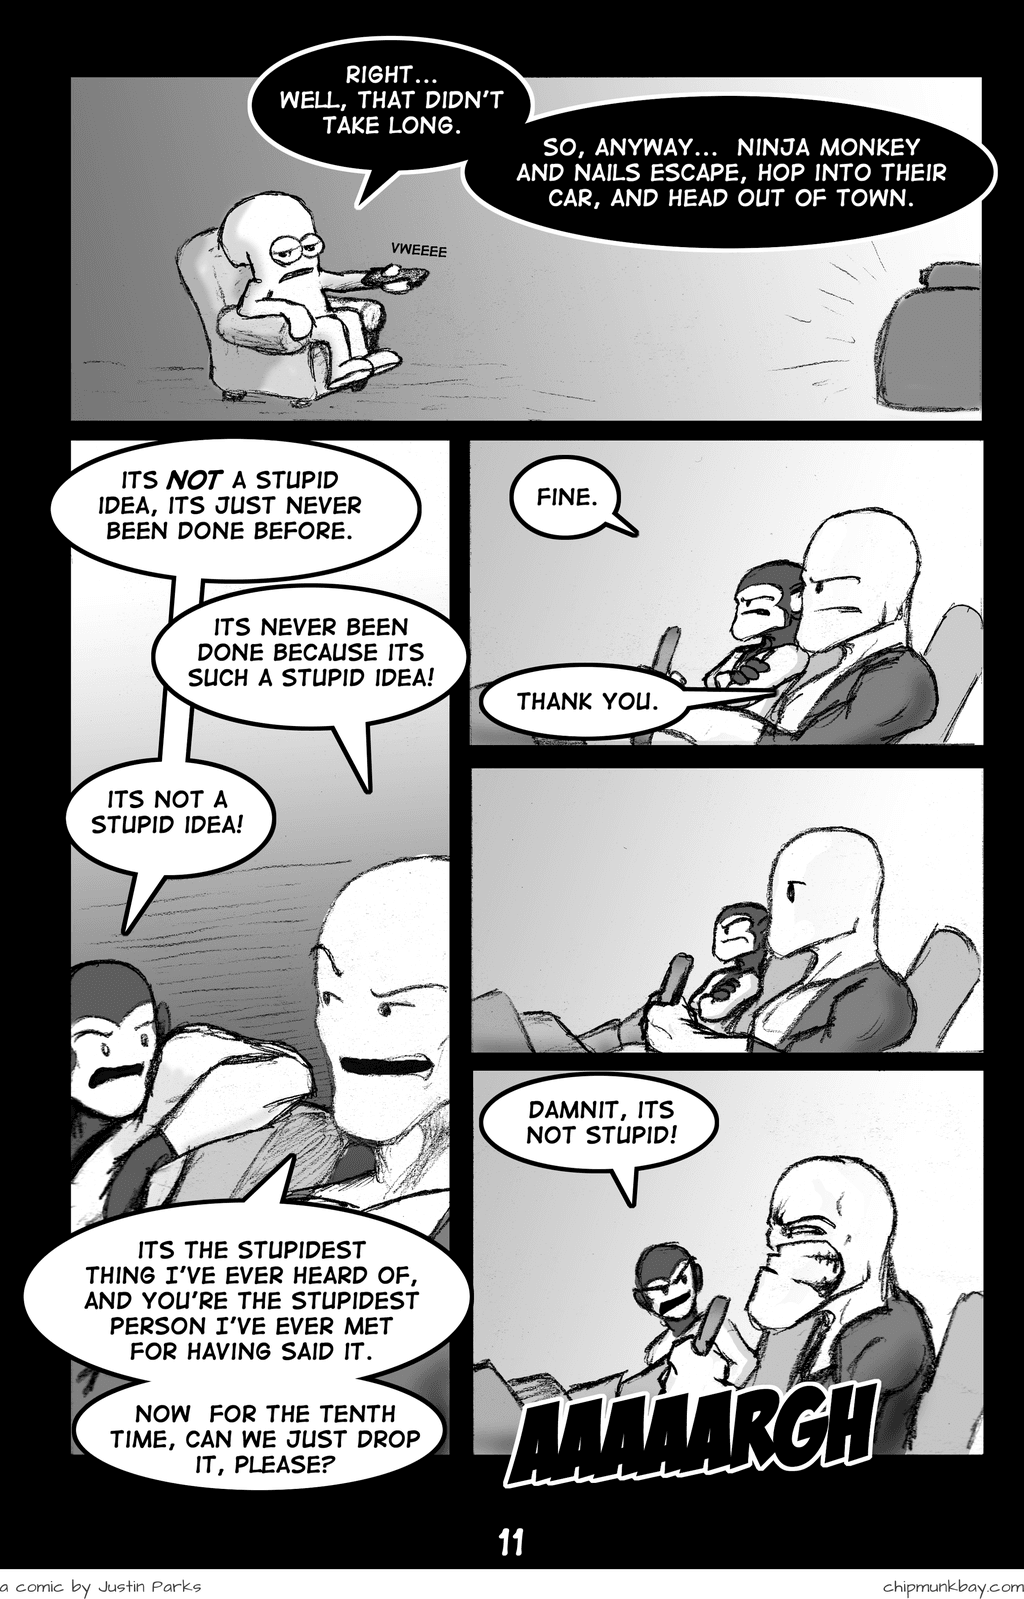 RIGHT...
WELL, THAT DIDN'T
TAKE LONG.
SO, ANYWAY... NINJA MONKEY
AND NAILS ESCAPE, HOP INTO THEIR
CAR, AND HEAD OUT OF TOWN.
VWEEEE
ITS NOT A STUPID
IDEA, ITS JUST NEVER
BEEN DONE BEFORE.
ITS NEVER BEEN
DONE BECAUSE ITS
SUCH A STUPID IDEA!
ITS NOT A
STUPID IDEA!
ITS THE STUPIDEST
THING I'VE EVER HEARD OF,
AND YOU'RE THE STUPIDEST
PERSON I'VE EVER MET
FOR HAVING SAID IT.
NOW FOR THE TENTH
TIME, CAN WE JUST DROP
IT, PLEASE?
FINE.
THANK YOU.
DAMNIT, ITS
NOT STUPID!
AAAAAARGH
11
a comic by Justin Parks
chipmunkbay.com